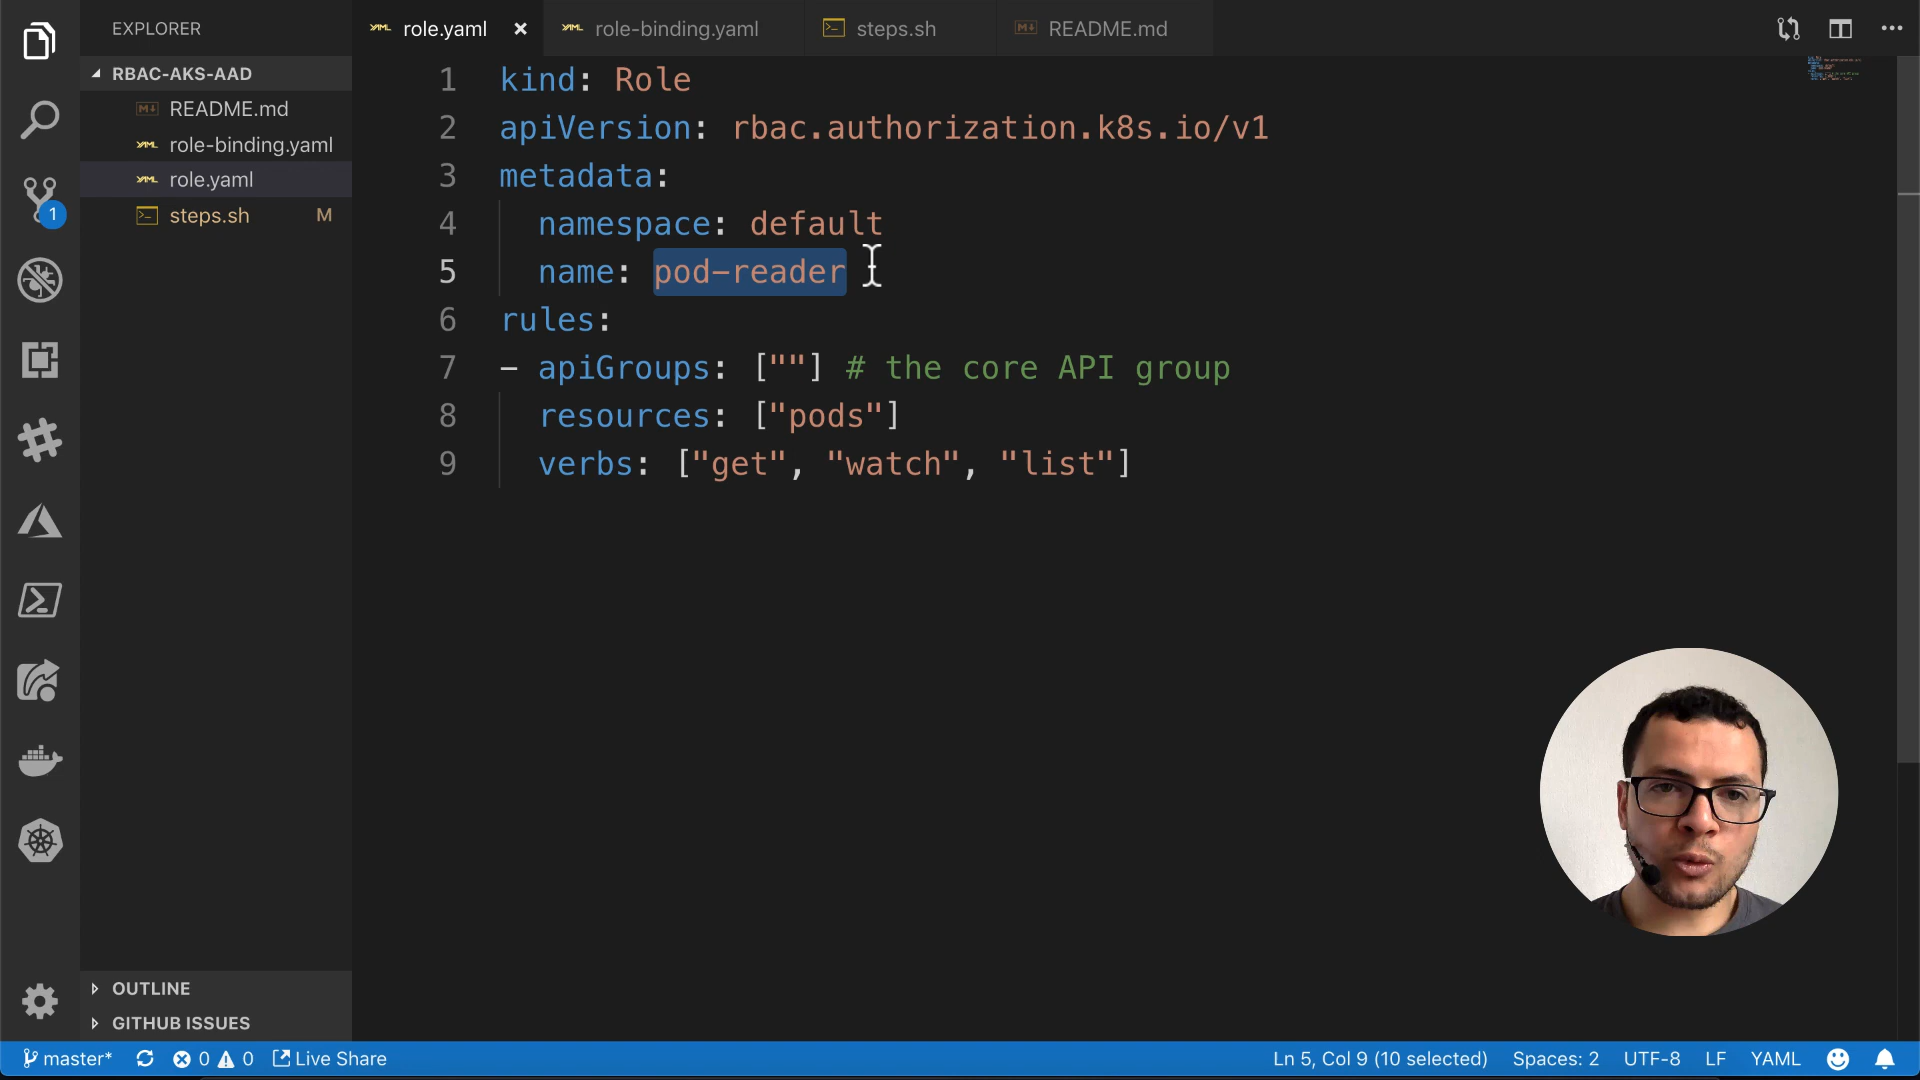 EXPLORER
RBAC-AKS-AAD
README.md
role-binding.yaml
role.yaml
steps.sh M
1
OUTLINE
GITHUB ISSUES
role.yaml
role-binding.yaml
steps.sh
README.md
1 kind: Role
2 apiVersion: rbac.authorization.k8s.io/v1
3 metadata:
4 namespace: default
5 name: pod-reader
6 rules:
7 - apiGroups: [""] # the core API group
8 resources: ["pods"]
9 verbs: ["get", "watch", "list"]
master* 0 0 Live Share Ln 5, Col 9 (10 selected) Spaces: 2 UTF-8 LF YAML